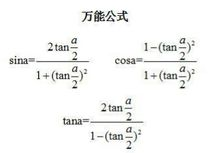 万能公式
sina= 2tan a/2 / 1+(tan a/2)² cosa= 1-(tan a/2)² / 1+(tan a/2)²
tana= 2tan a/2 / 1-(tan a/2)²